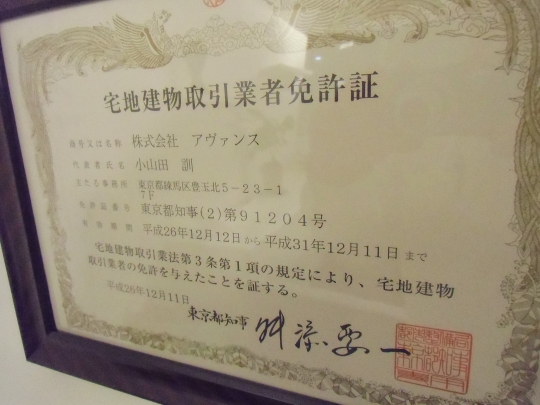 宅地建物取引業者免許証
商号又は名称 株式会社 アヴァンス
代表者氏名 小山田 訓
主たる事務所 東京都練馬区豊玉北5-23-1
7F
免許証番号 東京都知事(2)第91204号
有効期間 平成26年12月12日から平成31年12月11日まで
宅地建物取引業法第3条第1項の規定により、宅地建物
取引業者の免許を与えたことを証する。
平成26年12月11日
東京都知事 舛添要一